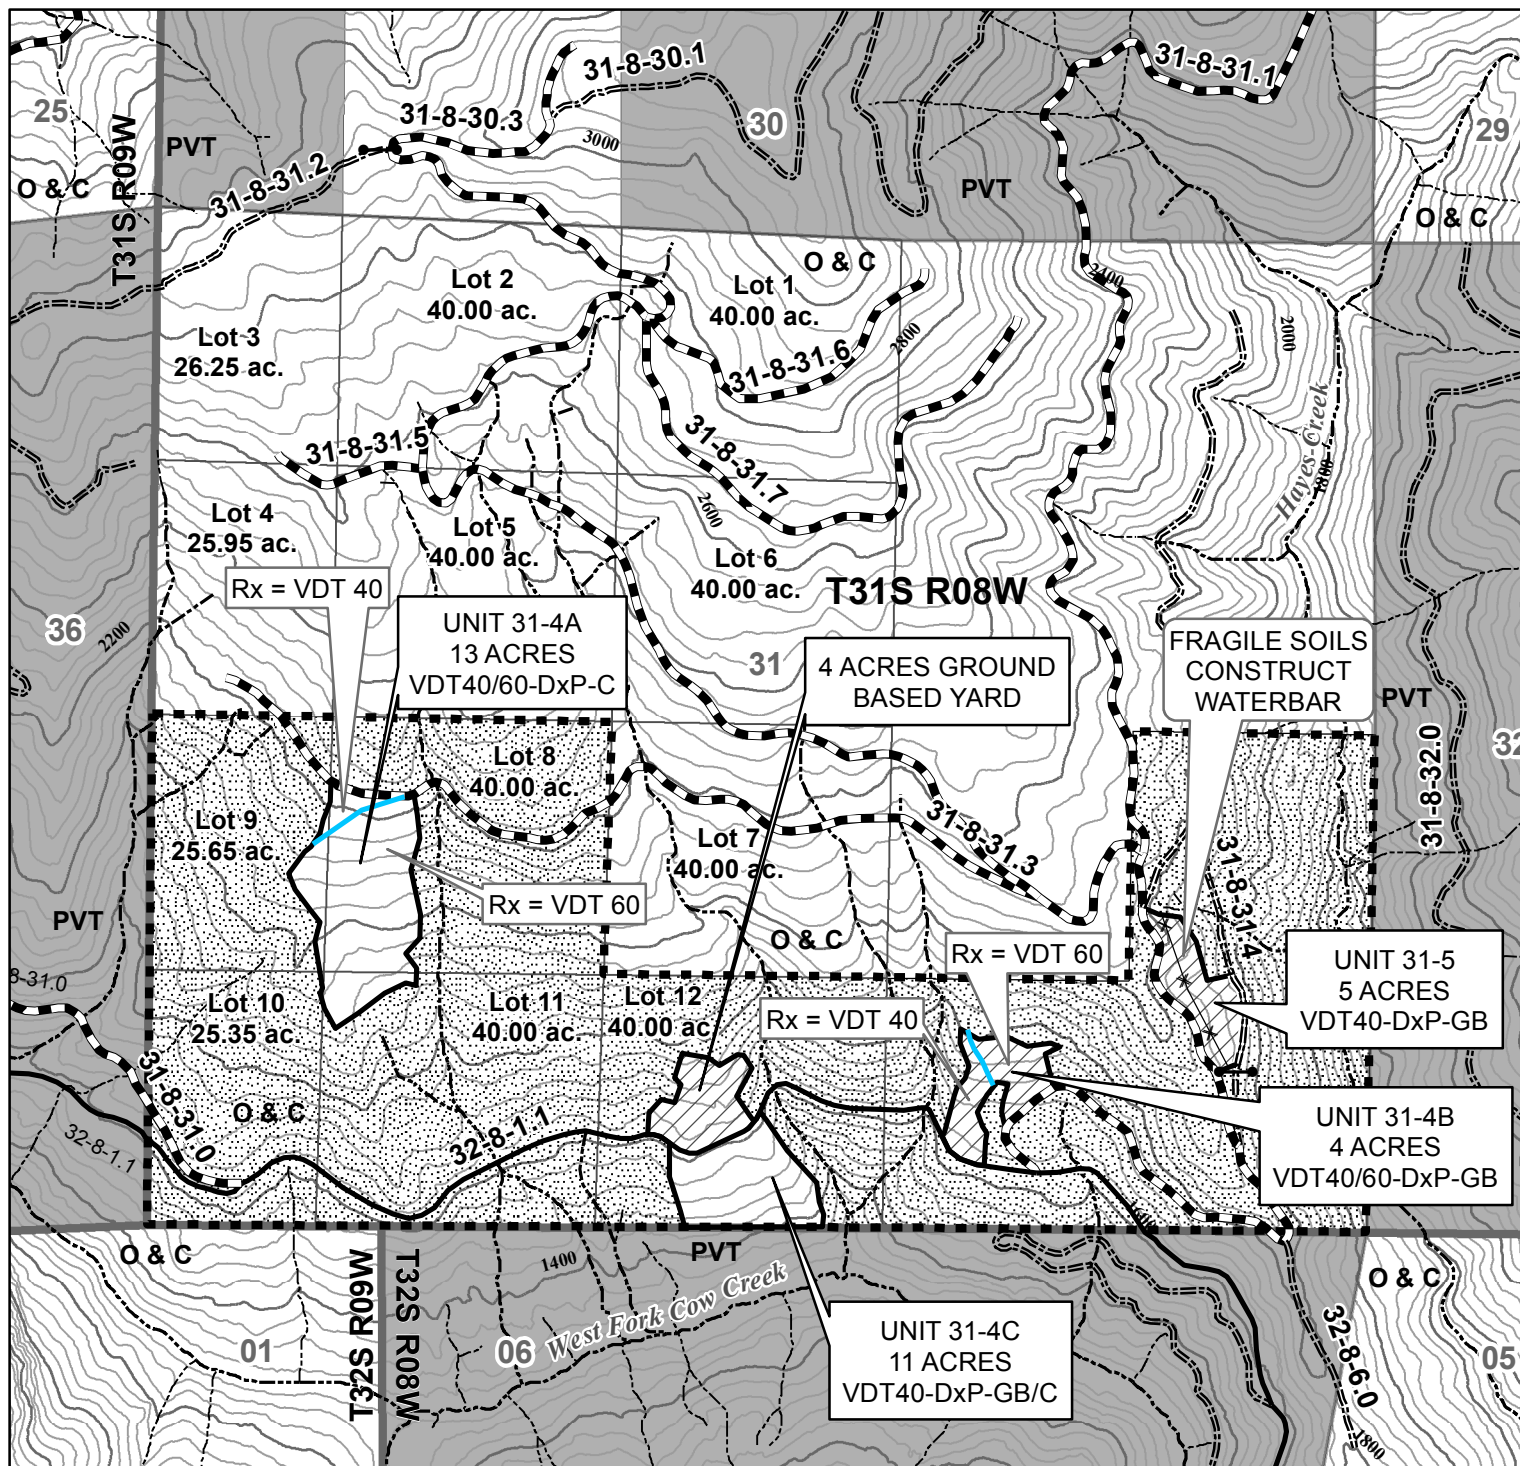 31-8-30.1
31-8-31.1
25
31-8-30.3
30
29
3000
PVT
T31S R09W
31-8-31.2
O & C
PVT
O & C
O & C
2400
Lot 2
40.00 ac.
Lot 1
40.00 ac.
Lot 3
26.25 ac.
2000
2800
31-8-31.6
Hayes Creek
31-8-31.5
31-8-31.7
1800
2600
Lot 4
25.95 ac.
Lot 5
40.00 ac.
Lot 6
40.00 ac.
T31S R08W
Rx = VDT 40
36
2200
UNIT 31-4A
13 ACRES
VDT40/60-DxP-C
31
4 ACRES GROUND
BASED YARD
FRAGILE SOILS
CONSTRUCT
WATERBAR
PVT
31-8-32.0
32
Lot 8
40.00 ac.
Lot 9
25.65 ac.
Lot 7
40.00 ac.
31-8-31.3
31-8-31.4
Rx = VDT 60
PVT
O & C
Rx = VDT 60
UNIT 31-5
5 ACRES
VDT40-DxP-GB
8-31.0
Lot 10
25.35 ac.
Lot 11
40.00 ac.
Lot 12
40.00 ac.
Rx = VDT 40
31-8-31.0
O & C
32-8-1.1
32-8-1.1
UNIT 31-4B
4 ACRES
VDT40/60-DxP-GB
1600
O & C
T32S R09W
T32S R08W
1400
PVT
O & C
West Fork Cow Creek
01
06
UNIT 31-4C
11 ACRES
VDT40-DxP-GB/C
32-8-6.0
05
1800